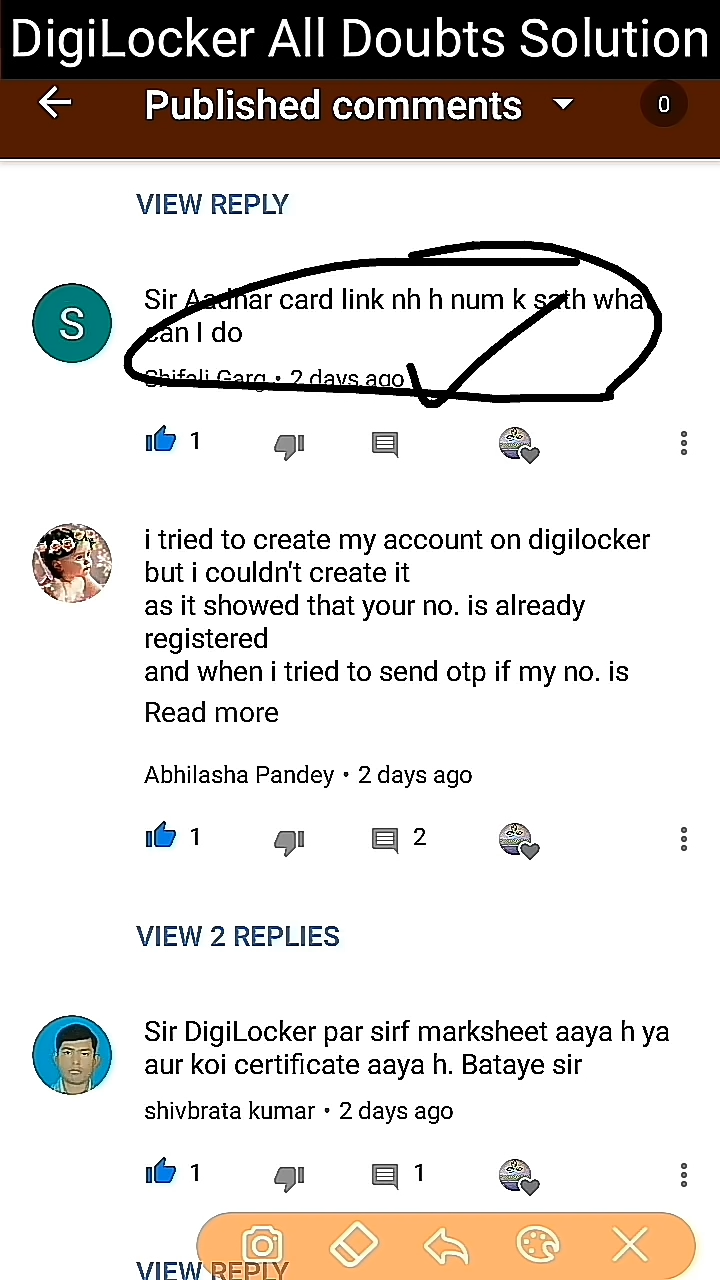 DigiLocker All Doubts Solution
Published comments
0
VIEW REPLY
S
Sir Aadhar card link nh h num k sath what
can I do
Shifali Garg • 2 days ago
1
i tried to create my account on digilocker
but i couldn't create it
as it showed that your no. is already
registered
and when i tried to send otp if my no. is
Read more
Abhilasha Pandey • 2 days ago
1
2
VIEW 2 REPLIES
Sir DigiLocker par sirf marksheet aaya h ya
aur koi certificate aaya h. Bataye sir
shivbrata kumar • 2 days ago
1
1
VIEW REPLY